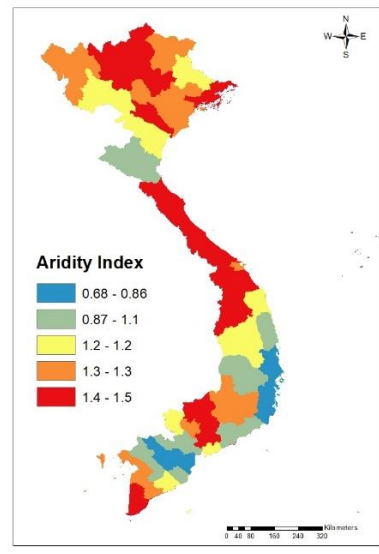 N
W E
S
Aridity Index
0.68 - 0.86
0.87 - 1.1
1.2 - 1.2
1.3 - 1.3
1.4 - 1.5
Kilometers
0 40 80 160 240 320